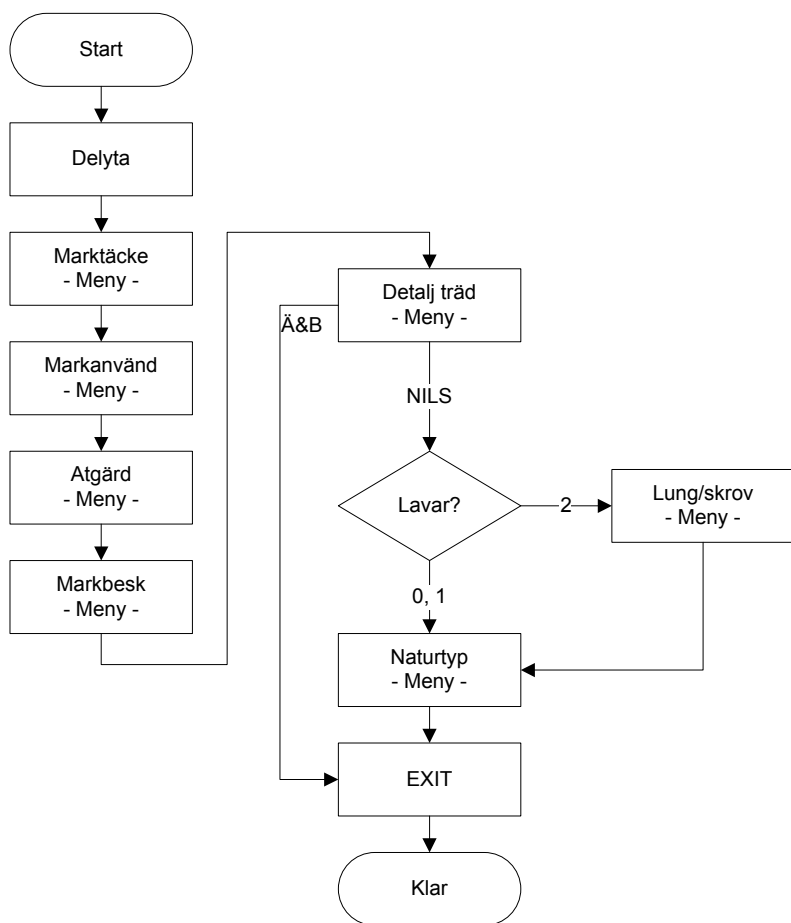 Start
Delyta
Marktäcke
- Meny -
Markanvänd
- Meny -
Atgärd
- Meny -
Markbesk
- Meny -
Detalj träd
- Meny -
Ä&B
NILS
Lavar?
2
Lung/skrov
- Meny -
0, 1
Naturtyp
- Meny -
EXIT
Klar